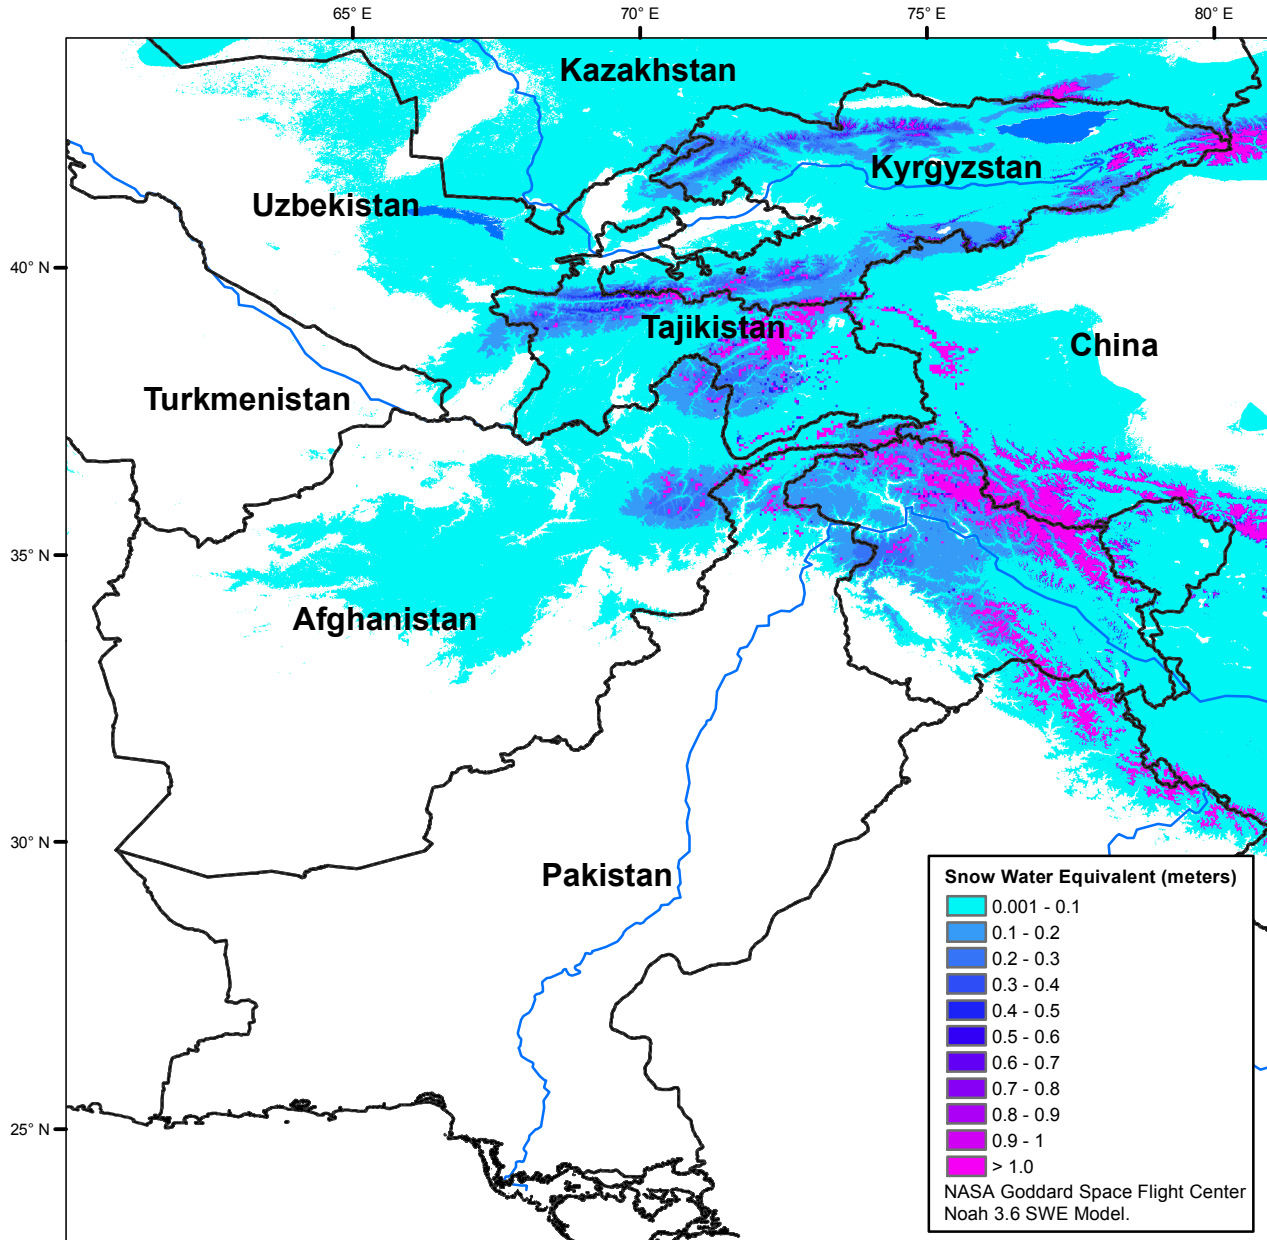 65° E
70° E
75° E
80° E
Kazakhstan
Kyrgyzstan
Uzbekistan
40° N
Tajikistan
China
Turkmenistan
35° N
Afghanistan
30° N
Pakistan
25° N
Snow Water Equivalent (meters)
0.001 - 0.1
0.1 - 0.2
0.2 - 0.3
0.3 - 0.4
0.4 - 0.5
0.5 - 0.6
0.6 - 0.7
0.7 - 0.8
0.8 - 0.9
0.9 - 1
> 1.0
NASA Goddard Space Flight Center
Noah 3.6 SWE Model.